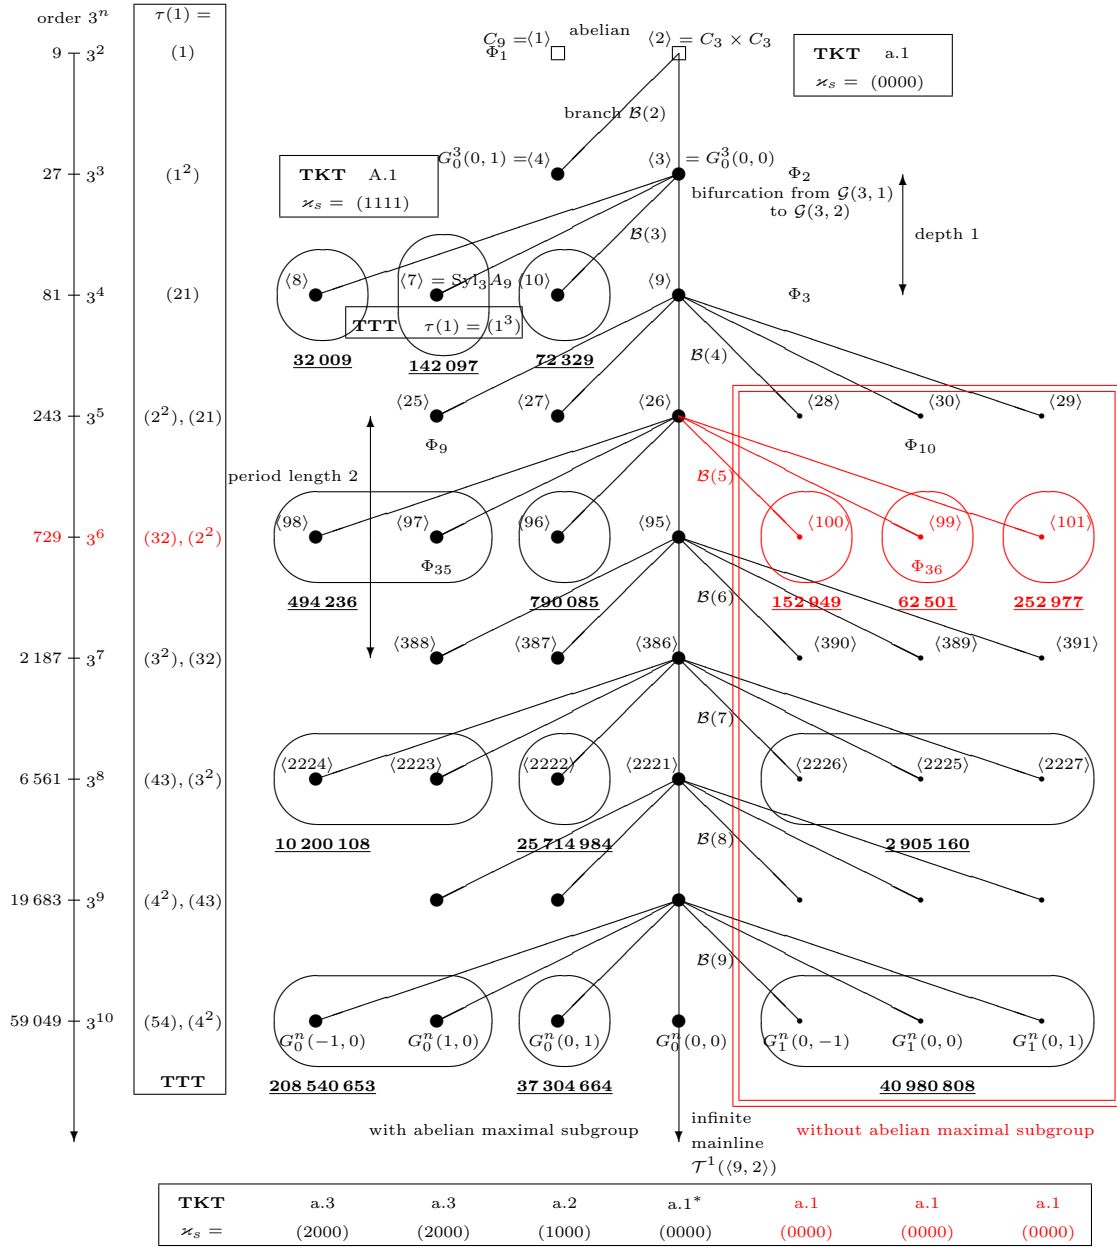 order 3^n τ(1) =
C_9 = ⟨1⟩ abelian ⟨2⟩ = C_3 × C_3
9 3^2 (1) Φ_1
TKT a.1
ϰ_s = (0000)
branch B(2)
G_0^3(0,1) = ⟨4⟩ ⟨3⟩ = G_0^3(0,0)
27 3^3 (1^2) Φ_2
TKT A.1
ϰ_s = (1111)
bifurcation from G(3,1)
to G(3,2)
B(3) depth 1
⟨8⟩ ⟨7⟩ = Syl_3 A_9 ⟨10⟩ ⟨9⟩
81 3^4 (21) Φ_3
TTT τ(1) = (1^3)
32 009 142 097 72 329 B(4)
⟨25⟩ ⟨27⟩ ⟨26⟩ ⟨28⟩ ⟨30⟩ ⟨29⟩
243 3^5 (2^2), (21)
Φ_9 Φ_10
period length 2 B(5)
⟨98⟩ ⟨97⟩ ⟨96⟩ ⟨95⟩ ⟨100⟩ ⟨99⟩ ⟨101⟩
729 3^6 (32), (2^2)
Φ_35 Φ_36
494 236 790 085 B(6) 152 949 62 501 252 977
⟨388⟩ ⟨387⟩ ⟨386⟩ ⟨390⟩ ⟨389⟩ ⟨391⟩
2 187 3^7 (3^2), (32)
B(7)
⟨2224⟩ ⟨2223⟩ ⟨2222⟩ ⟨2221⟩ ⟨2226⟩ ⟨2225⟩ ⟨2227⟩
6 561 3^8 (43), (3^2)
10 200 108 25 714 984 B(8) 2 905 160
19 683 3^9 (4^2), (43)
B(9)
59 049 3^10 (54), (4^2)
G_0^n(−1,0) G_0^n(1,0) G_0^n(0,1) G_0^n(0,0) G_1^n(0,−1) G_1^n(0,0) G_1^n(0,1)
TTT
208 540 653 37 304 664 40 980 808
with abelian maximal subgroup
infinite
mainline
T^1(⟨9,2⟩)
without abelian maximal subgroup
TKT a.3 a.3 a.2 a.1* a.1 a.1 a.1
ϰ_s = (2000) (2000) (1000) (0000) (0000) (0000) (0000)